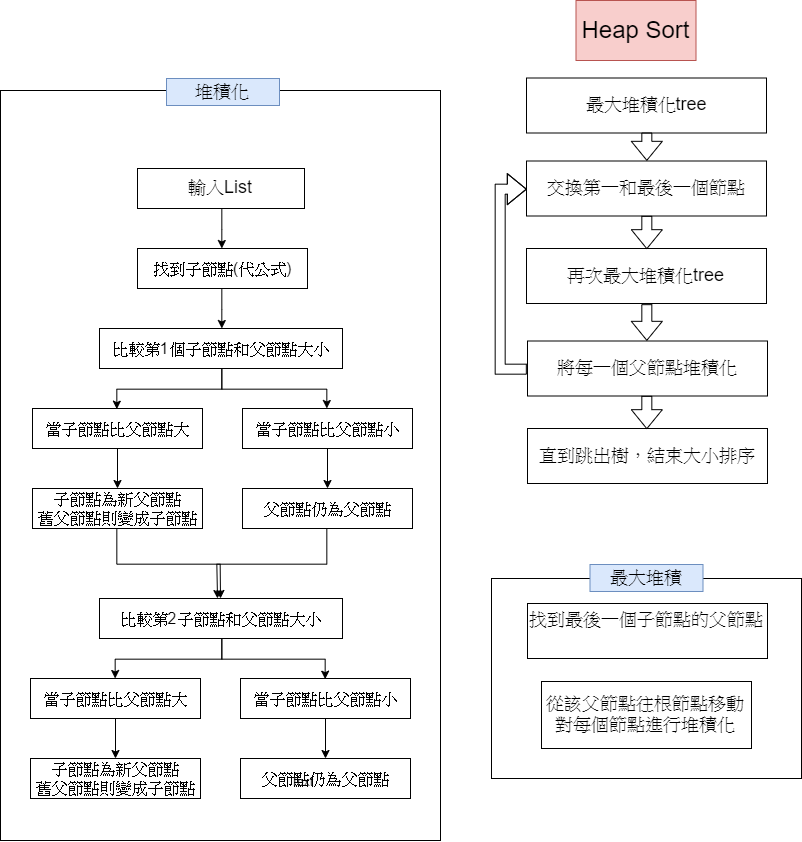 Heap Sort
堆積化
輸入List
找到子節點(代公式)
比較第1個子節點和父節點大小
當子節點比父節點大
當子節點比父節點小
子節點為新父節點
舊父節點則變成子節點
父節點仍為父節點
比較第2子節點和父節點大小
當子節點比父節點大
當子節點比父節點小
子節點為新父節點
舊父節點則變成子節點
父節點仍為父節點
最大堆積化tree
交換第一和最後一個節點
再次最大堆積化tree
將每一個父節點堆積化
直到跳出樹，結束大小排序
最大堆積
找到最後一個子節點的父節點
從該父節點往根節點移動
對每個節點進行堆積化